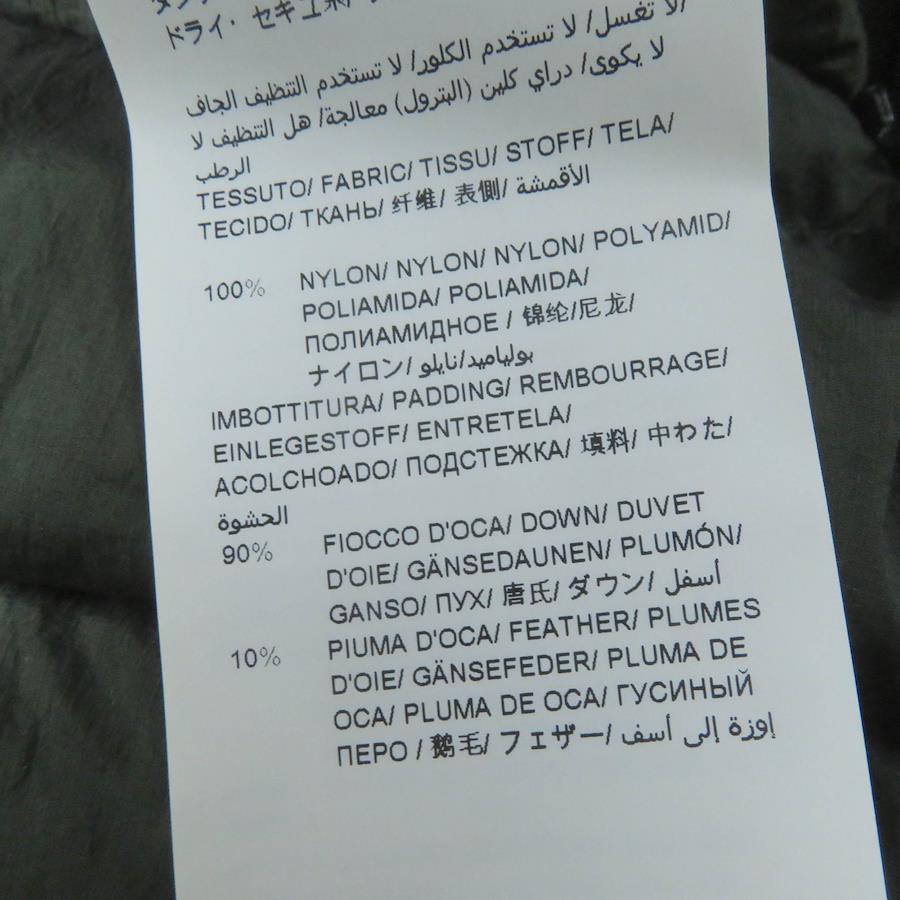 ドライ・セキユ系/
لا تغسل/ لا تستخدم الكلور/ لا تستخدم التنظيف الجاف
لا يكوى/ دراي كلين (البترول) معالجة/ هل التنظيف لا
الرطب
TESSUTO/ FABRIC/ TISSU/ STOFF/ TELA/
TECIDO/ ТКАНЬ/ 纤维/ 表側/ الأقمشة
100% NYLON/ NYLON/ NYLON/ POLYAMID/
POLIAMIDA/ POLIAMIDA/
ПОЛИАМИДНОЕ / 锦纶/尼龙/
ナイロン/ بولياميد/نايلو
IMBOTTITURA/ PADDING/ REMBOURRAGE/
EINLEGESTOFF/ ENTRETELA/
ACOLCHOADO/ ПОДСТЕЖКА/ 填料/ 中わた/
الحشوة
90% FIOCCO D'OCA/ DOWN/ DUVET
D'OIE/ GÄNSEDAUNEN/ PLUMÓN/
GANSO/ ПУХ/ 唐氏/ ダウン/ أسفل
10% PIUMA D'OCA/ FEATHER/ PLUMES
D'OIE/ GÄNSEFEDER/ PLUMA DE
OCA/ PLUMA DE OCA/ ГУСИНЫЙ
ПЕРО / 鹅毛/ フェザー/ إوزة إلى أسف